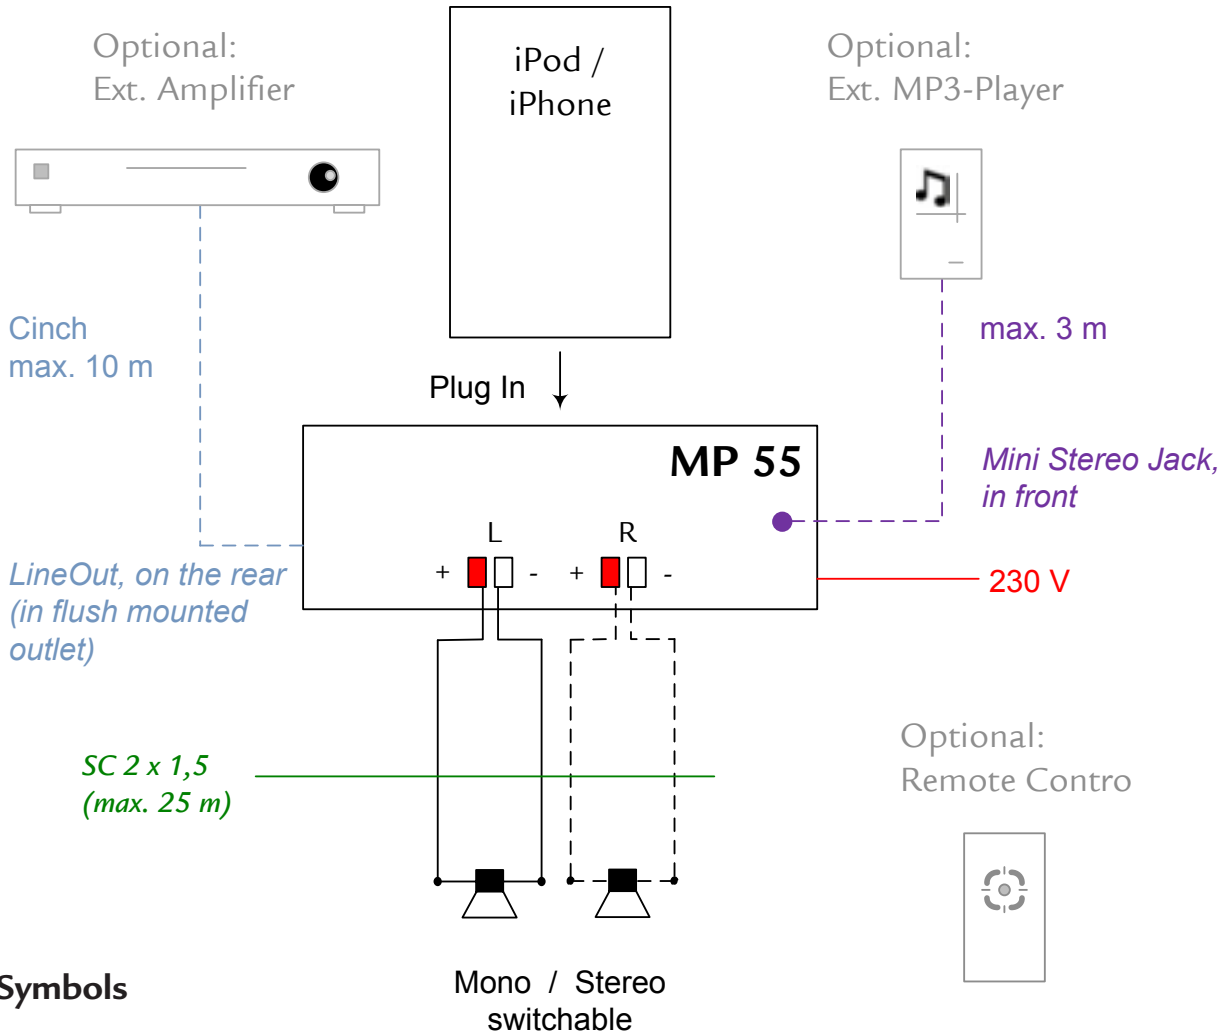 Optional:
Ext. Amplifier
iPod /
iPhone
Optional:
Ext. MP3-Player
Cinch
max. 10 m
max. 3 m
Plug In
MP 55
Mini Stereo Jack,
in front
L
R
+ - + -
LineOut, on the rear
(in flush mounted
outlet)
230 V
SC 2 x 1,5
(max. 25 m)
Optional:
Remote Contro
Symbols
Mono / Stereo
switchable